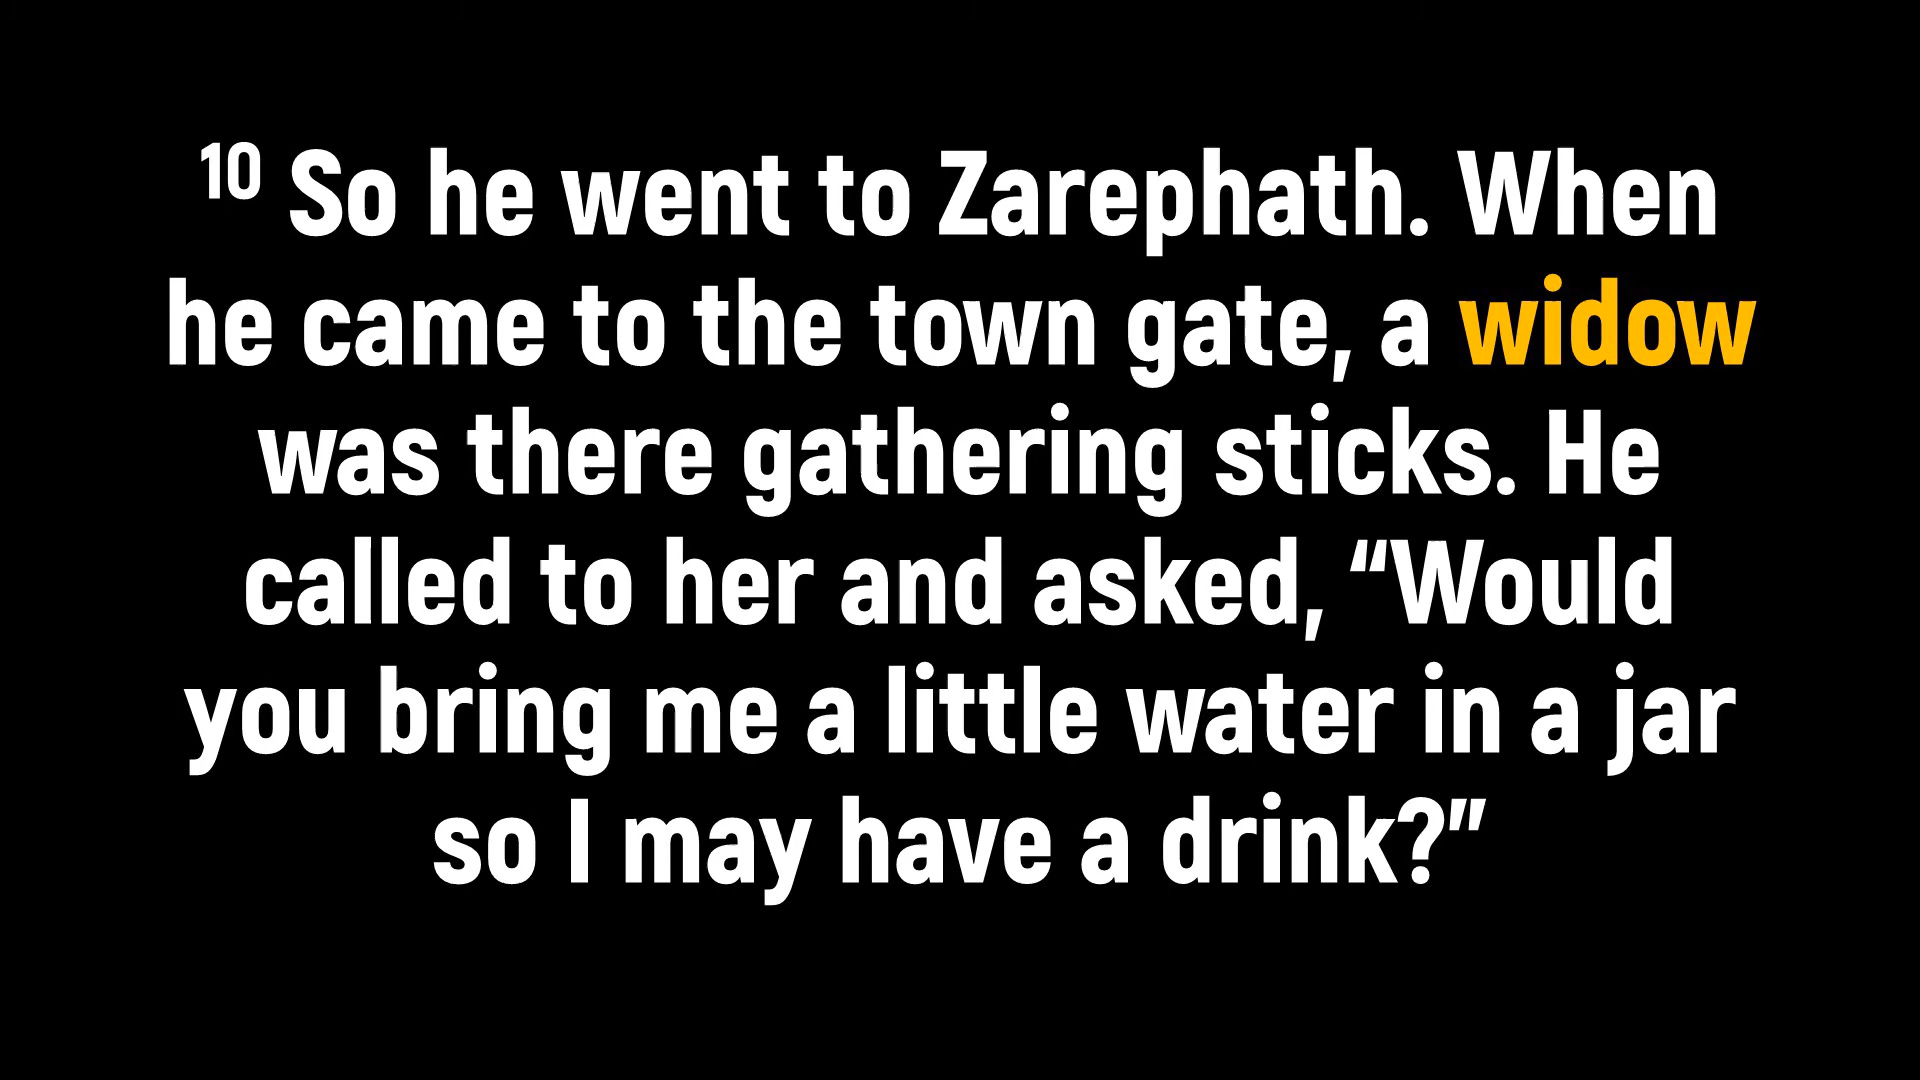 ¹⁰ So he went to Zarephath. When
he came to the town gate, a widow
was there gathering sticks. He
called to her and asked, “Would
you bring me a little water in a jar
so I may have a drink?”